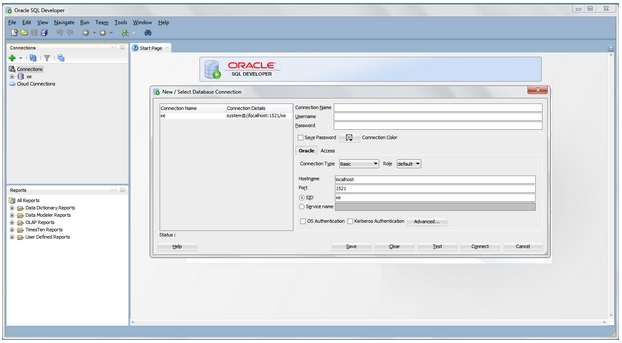 Oracle SQL Developer
File Edit View Navigate Run Team Tools Window Help
Connections
Start Page
Connections
xe
Cloud Connections
ORACLE
SQL DEVELOPER
New / Select Database Connection
Connection Name Connection Details
xe system@//localhost:1521/xe
Connection Name
Username
Password
Save Password Connection Color
Oracle Access
Connection Type Basic Role default
Hostname localhost
Port 1521
SID xe
Service name
OS Authentication Kerberos Authentication Advanced...
Status :
Help Save Clear Test Connect Cancel
Reports
All Reports
Data Dictionary Reports
Data Modeler Reports
OLAP Reports
TimesTen Reports
User Defined Reports